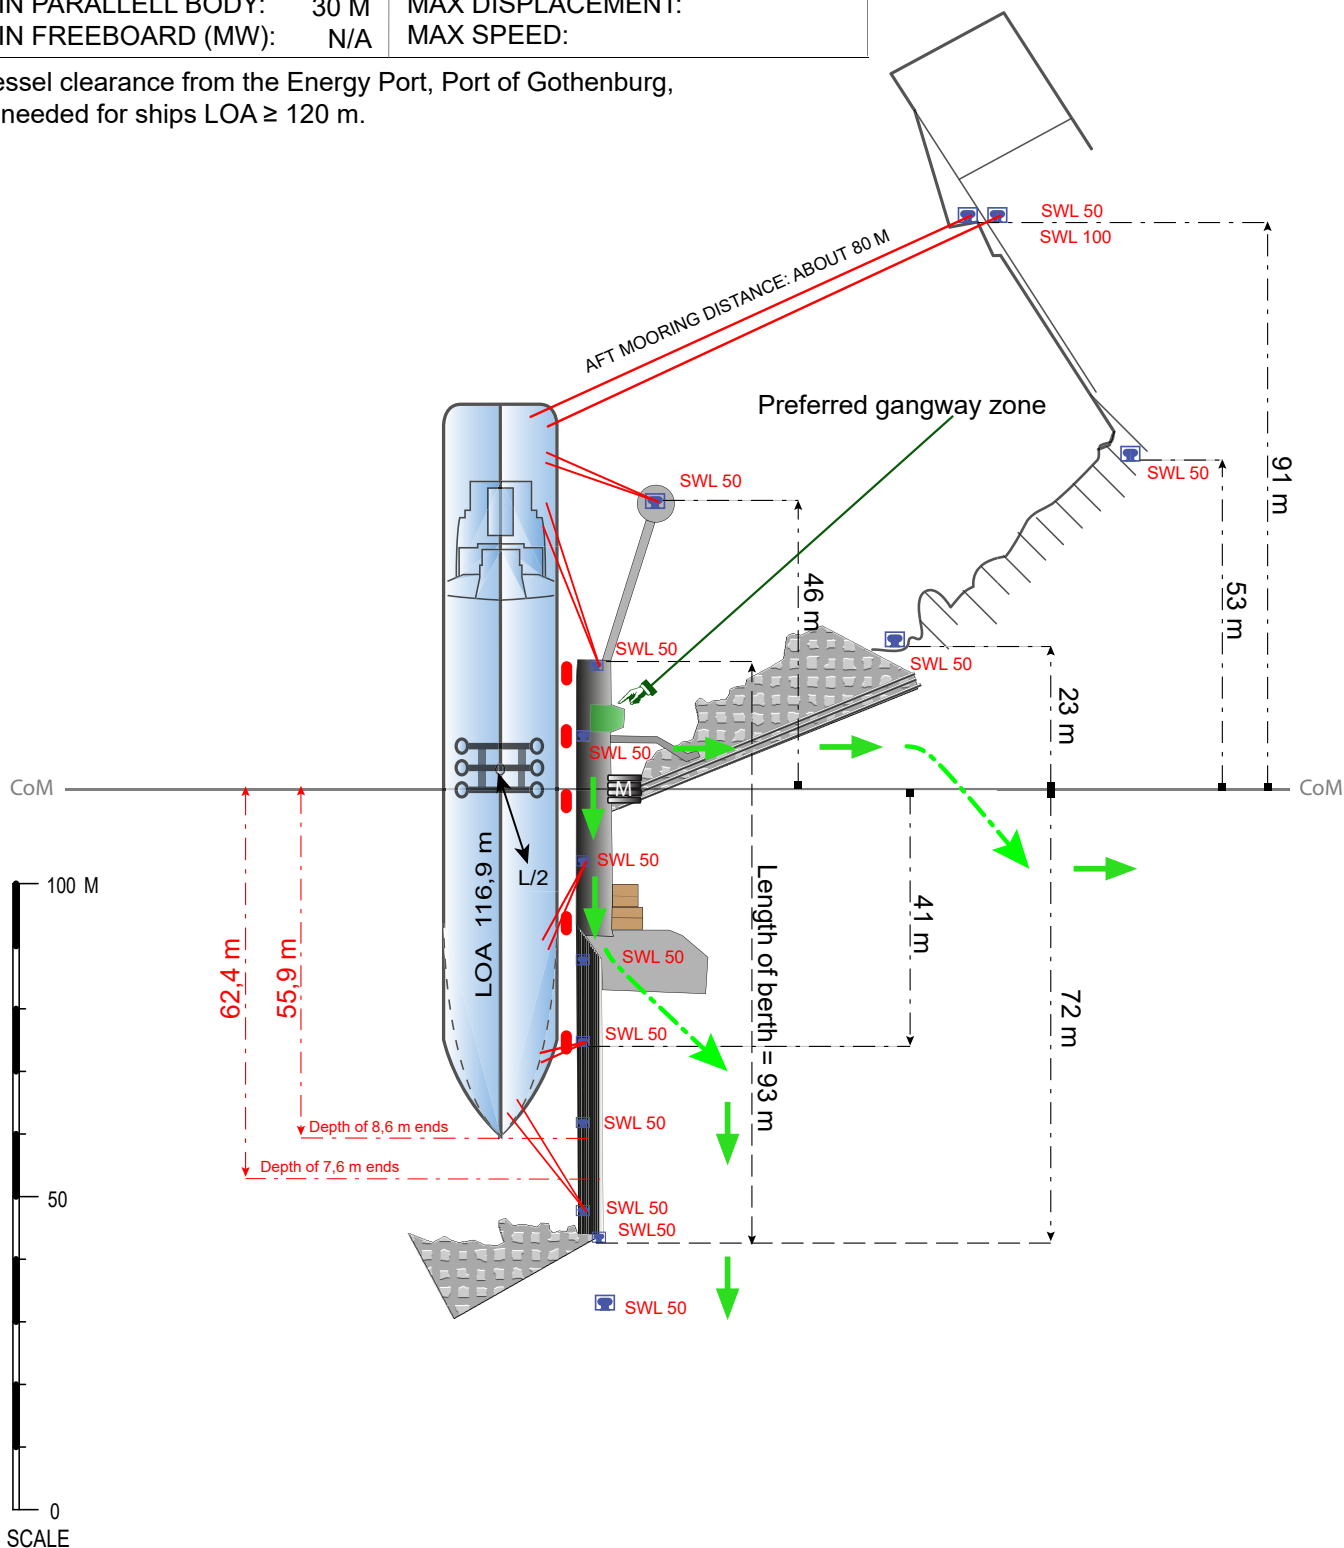 IN PARALLELL BODY: 30 M MAX DISPLACEMENT:
IN FREEBOARD (MW): N/A MAX SPEED:
essel clearance from the Energy Port, Port of Gothenburg,
needed for ships LOA ≥ 120 m.
SWL 50
SWL 100
AFT MOORING DISTANCE: ABOUT 80 M
Preferred gangway zone
SWL 50
SWL 50
91 m
46 m
53 m
SWL 50
SWL 50
23 m
SWL 50
CoM
M
CoM
LOA 116,9 m
L/2
SWL 50
100 M
Length of berth = 93 m
41 m
62,4 m
55,9 m
SWL 50
72 m
SWL 50
Depth of 8,6 m ends
SWL 50
Depth of 7,6 m ends
50
SWL 50
SWL50
SWL 50
0
SCALE